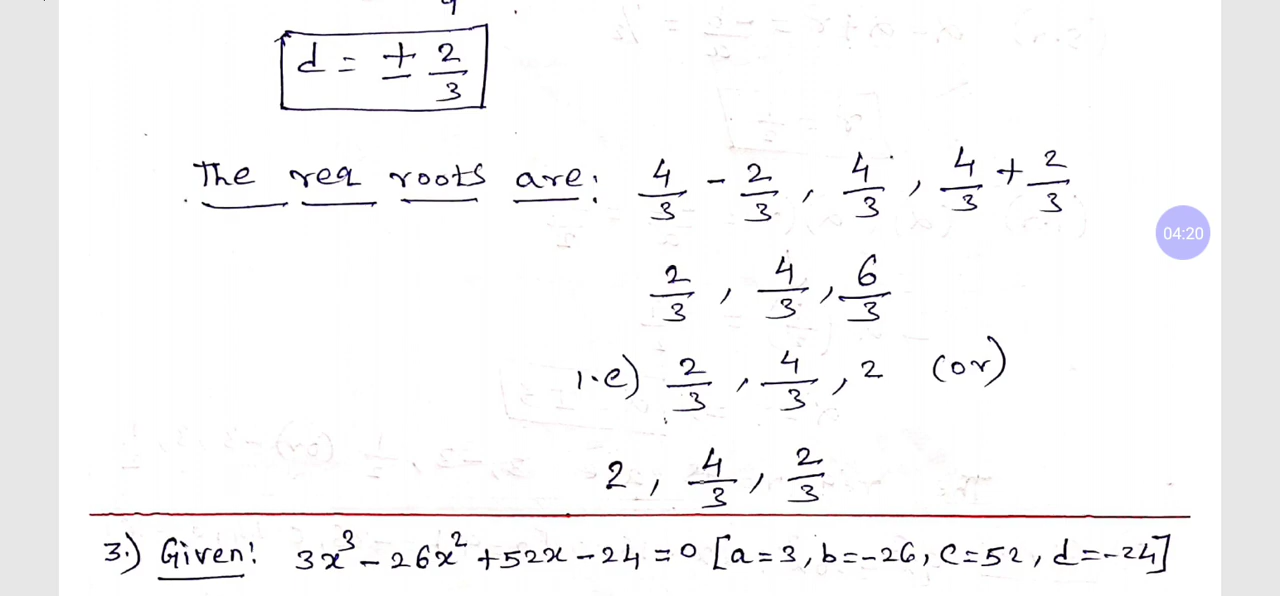 d = ± 2/3
The req roots are: 4/3 - 2/3, 4/3, 4/3 + 2/3
04:20
2/3, 4/3, 6/3
i.e) 2/3, 4/3, 2 (or)
2, 4/3, 2/3
3.) Given: 3x³ - 26x² + 52x - 24 = 0 [a=3, b=-26, c=52, d=-24]